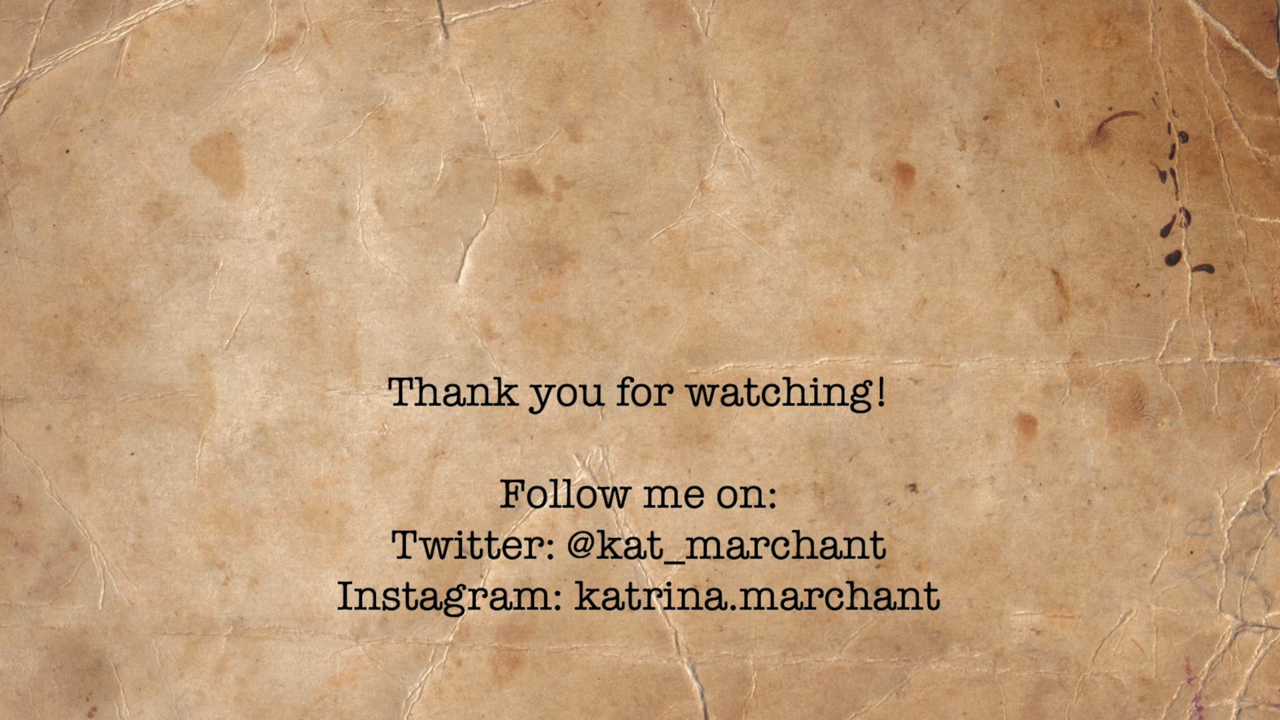 Thank you for watching!
Follow me on:
Twitter: @kat_marchant
Instagram: katrina.marchant